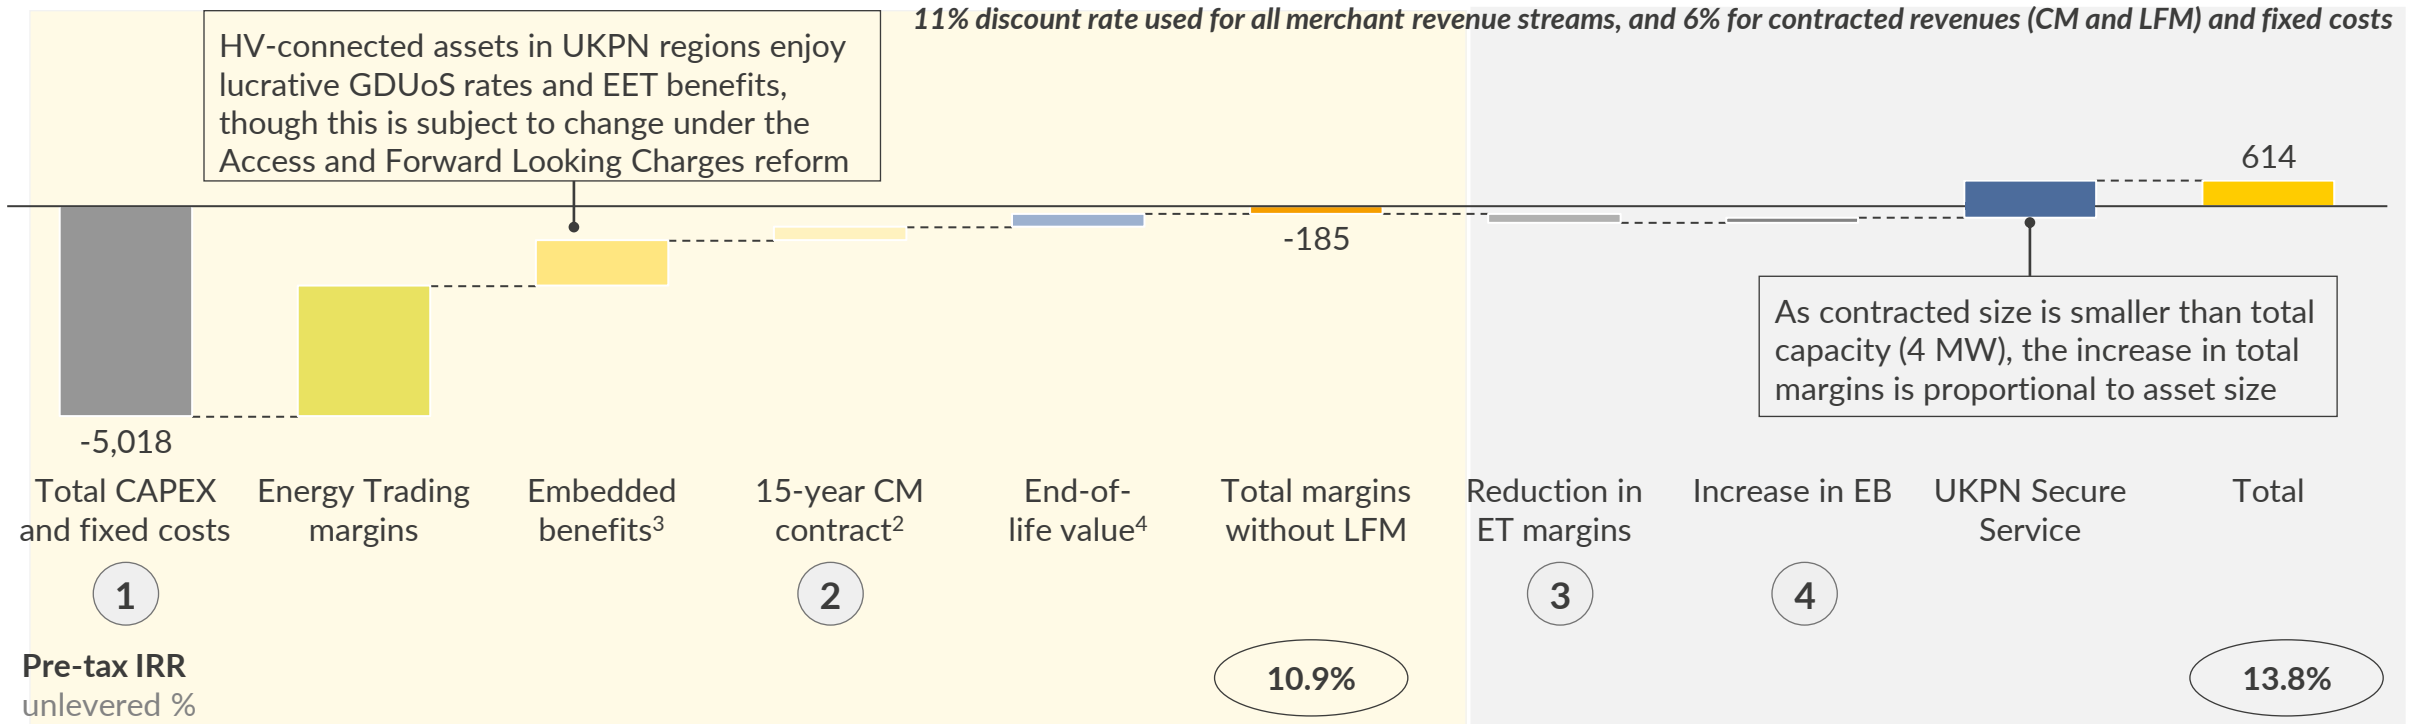 11% discount rate used for all merchant revenue streams, and 6% for contracted revenues (CM and LFM) and fixed costs
HV-connected assets in UKPN regions enjoy
lucrative GDUoS rates and EET benefits,
though this is subject to change under the
Access and Forward Looking Charges reform
614
-185
As contracted size is smaller than total
capacity (4 MW), the increase in total
margins is proportional to asset size
-5,018
Total CAPEX
and fixed costs
Energy Trading
margins
Embedded
benefits³
15-year CM
contract²
End-of-
life value⁴
Total margins
without LFM
Reduction in
ET margins
Increase in EB
UKPN Secure
Service
Total
1
2
3
4
Pre-tax IRR
unlevered %
10.9%
13.8%